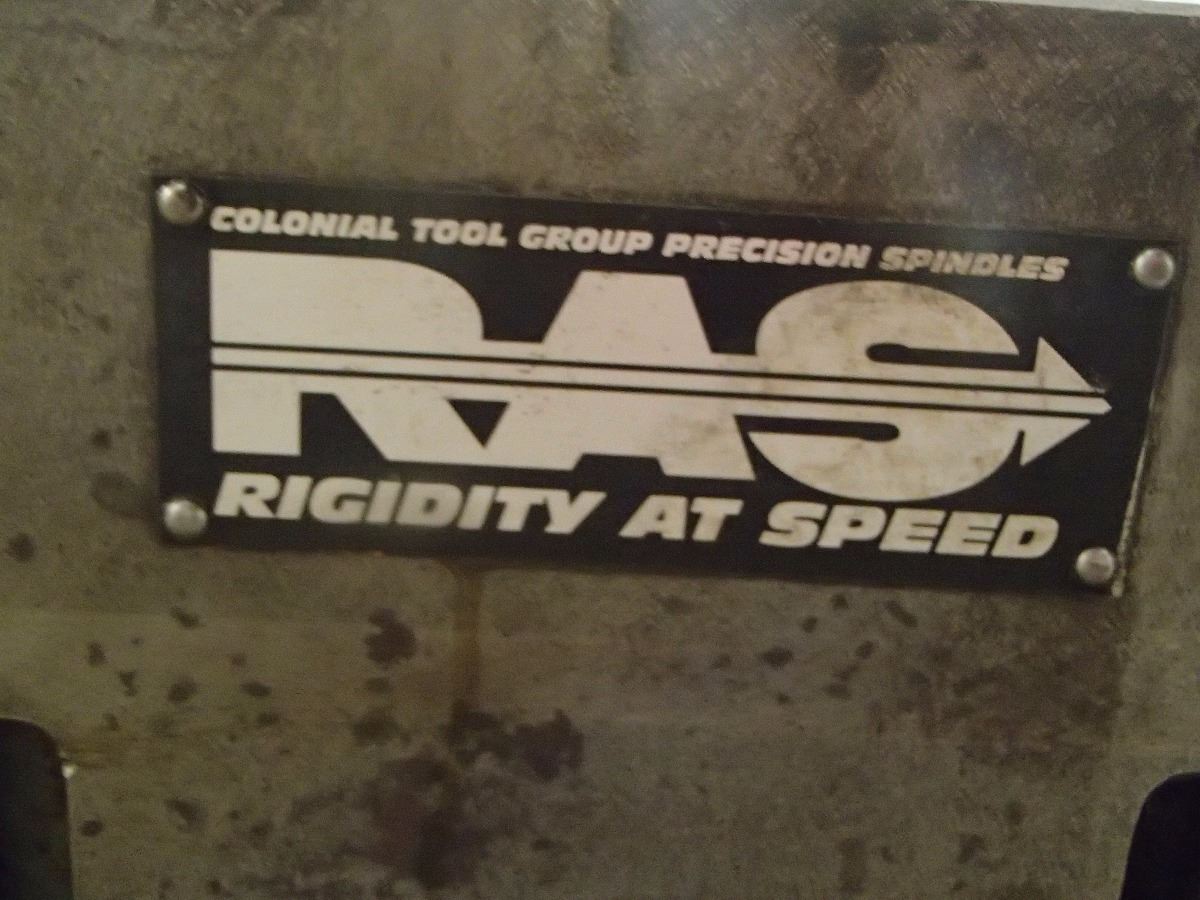 COLONIAL TOOL GROUP PRECISION SPINDLES
RAS
RIGIDITY AT SPEED